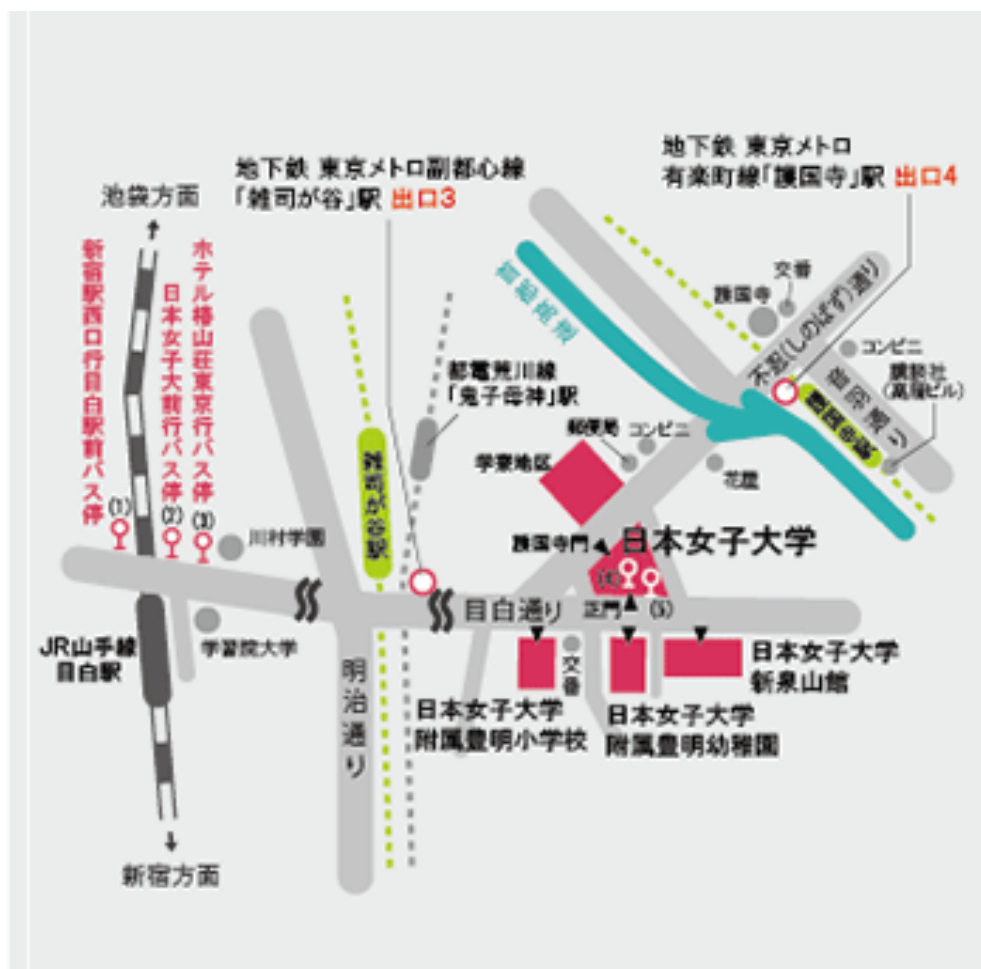 地下鉄 東京メトロ
有楽町線「護国寺」駅 出口4
地下鉄 東京メトロ副都心線
「雑司が谷」駅 出口3
池袋方面
新宿駅西口行目白駅前バス停
(1)
日本女子大前行バス停
(2)
ホテル椿山荘東京行バス停
(3)
首都高速
交番
護国寺
不忍(しのばず)通り
コンビニ
音羽通り
講談社
(高層ビル)
護国寺駅
都電荒川線
「鬼子母神」駅
雑司が谷駅
郵便局
コンビニ
学寮地区
花屋
川村学園
護国寺門
日本女子大学
(4)
正門
(5)
目白通り
JR山手線
目白駅
学習院大学
明治通り
交番
日本女子大学
附属豊明小学校
日本女子大学
附属豊明幼稚園
日本女子大学
新泉山館
新宿方面